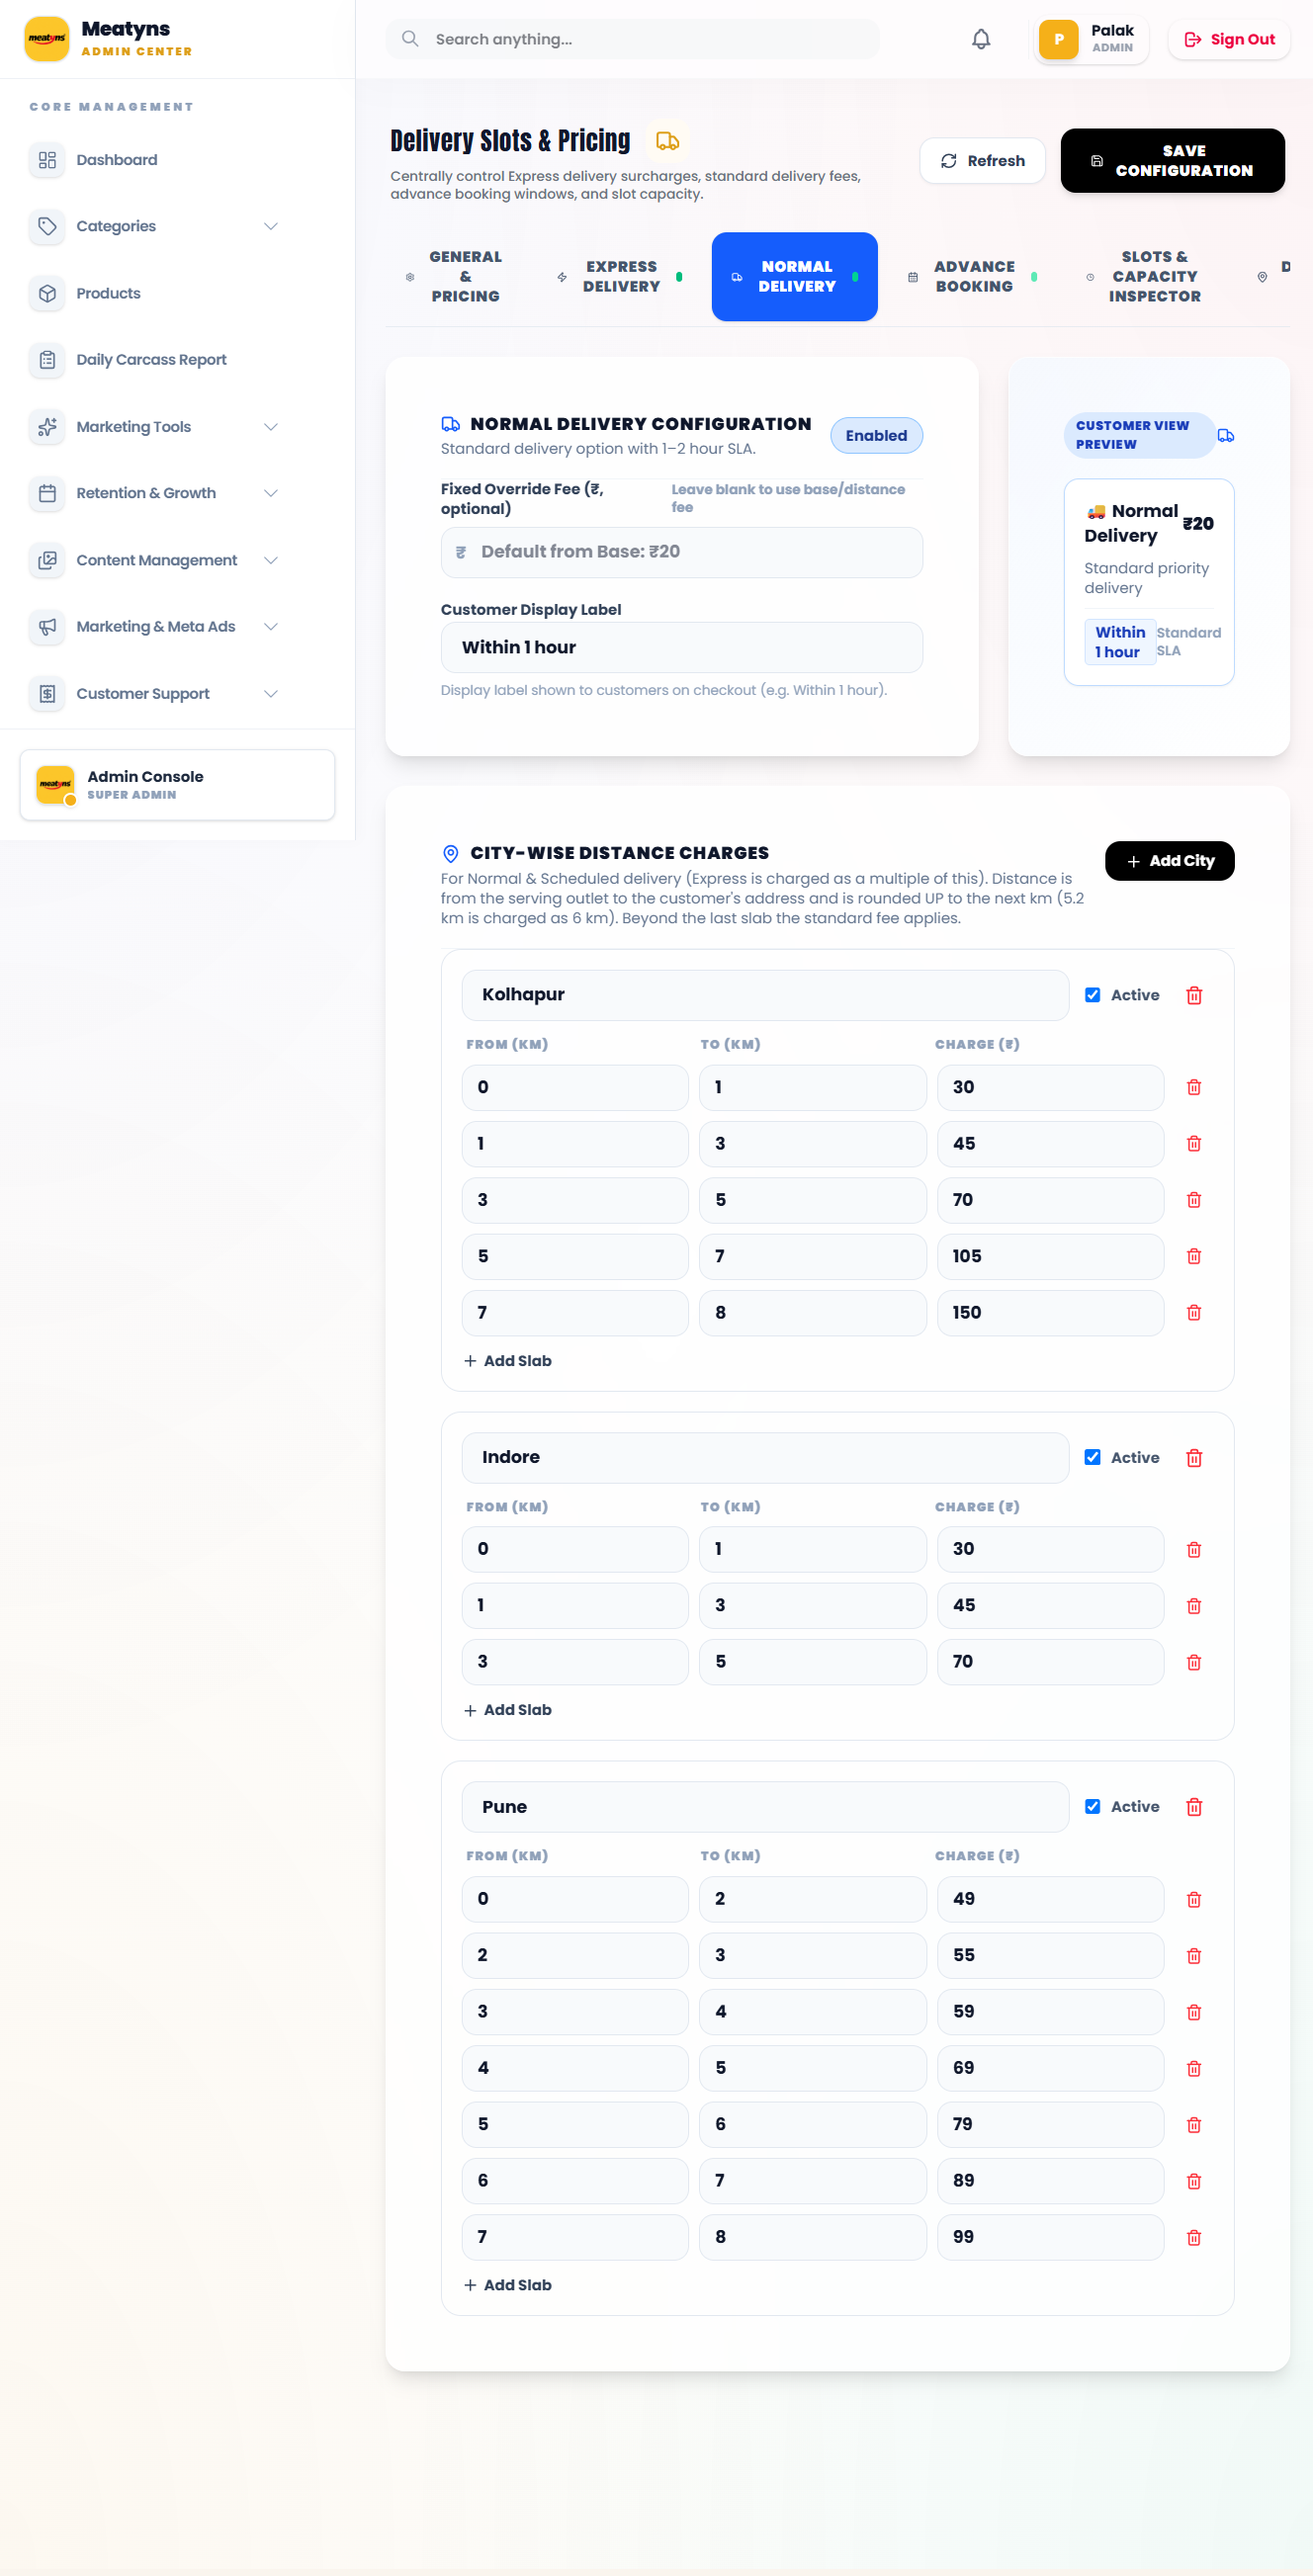 meatyns
Meatyns
ADMIN CENTER
Search anything...
P
Palak
ADMIN
Sign Out
CORE MANAGEMENT
Dashboard
Categories
Products
Daily Carcass Report
Marketing Tools
Retention & Growth
Content Management
Marketing & Meta Ads
Customer Support
meatyns
Admin Console
SUPER ADMIN
Delivery Slots & Pricing
Centrally control Express delivery surcharges, standard delivery fees,
advance booking windows, and slot capacity.
Refresh
SAVE
CONFIGURATION
GENERAL
&
PRICING
EXPRESS
DELIVERY
NORMAL
DELIVERY
ADVANCE
BOOKING
SLOTS &
CAPACITY
INSPECTOR
D
NORMAL DELIVERY CONFIGURATION
Standard delivery option with 1–2 hour SLA.
Enabled
Fixed Override Fee (₹,
optional)
Leave blank to use base/distance
fee
₹ Default from Base: ₹20
Customer Display Label
Within 1 hour
Display label shown to customers on checkout (e.g. Within 1 hour).
CUSTOMER VIEW
PREVIEW
🚚 Normal
Delivery
₹20
Standard priority
delivery
Within
1 hour
Standard
SLA
CITY-WISE DISTANCE CHARGES
For Normal & Scheduled delivery (Express is charged as a multiple of this). Distance is
from the serving outlet to the customer's address and is rounded UP to the next km (5.2
km is charged as 6 km). Beyond the last slab the standard fee applies.
+ Add City
Kolhapur
Active
FROM (KM) TO (KM) CHARGE (₹)
0 1 30
1 3 45
3 5 70
5 7 105
7 8 150
+ Add Slab
Indore
Active
FROM (KM) TO (KM) CHARGE (₹)
0 1 30
1 3 45
3 5 70
+ Add Slab
Pune
Active
FROM (KM) TO (KM) CHARGE (₹)
0 2 49
2 3 55
3 4 59
4 5 69
5 6 79
6 7 89
7 8 99
+ Add Slab